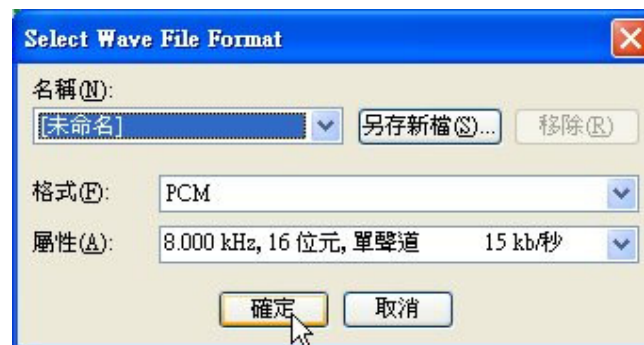 Select Wave File Format
名稱(N):
[未命名] 另存新檔(S)... 移除(R)
格式(F): PCM
屬性(A): 8.000 kHz, 16 位元, 單聲道 15 kb/秒
確定 取消